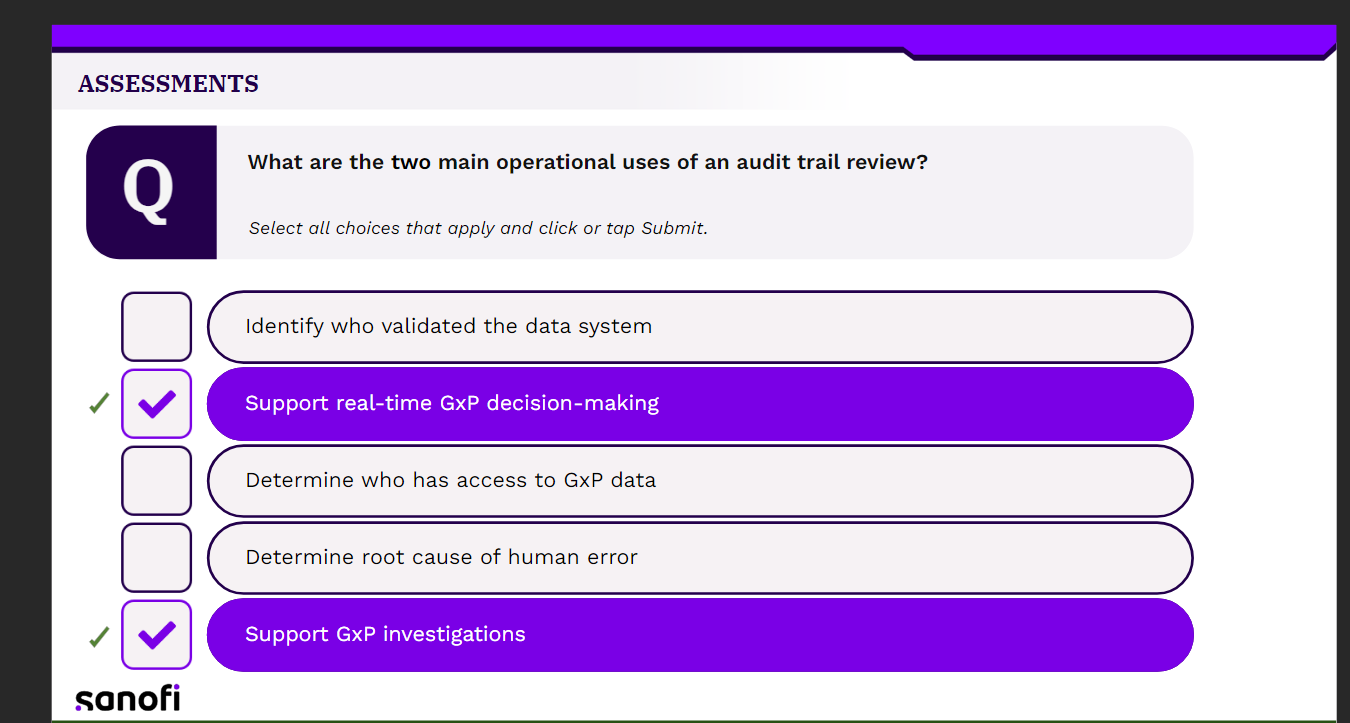 ASSESSMENTS
Q
What are the two main operational uses of an audit trail review?
Select all choices that apply and click or tap Submit.
Identify who validated the data system
Support real-time GxP decision-making
Determine who has access to GxP data
Determine root cause of human error
Support GxP investigations
sanofi